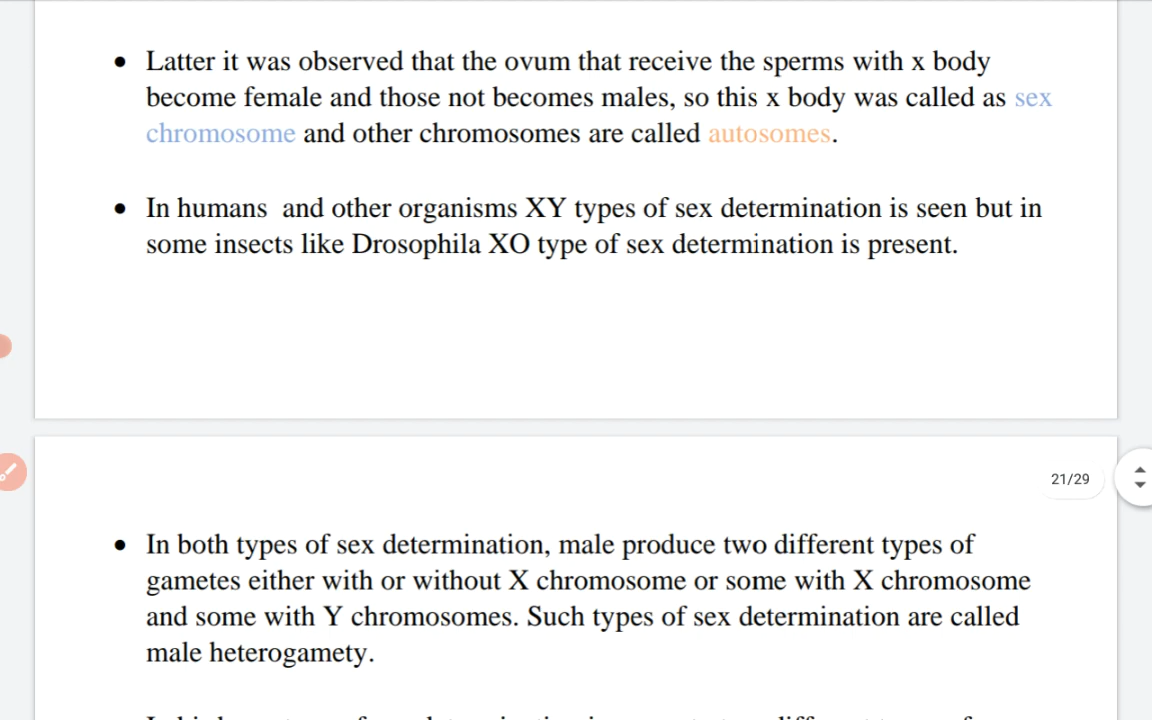 • Latter it was observed that the ovum that receive the sperms with x body
become female and those not becomes males, so this x body was called as sex
chromosome and other chromosomes are called autosomes.
• In humans and other organisms XY types of sex determination is seen but in
some insects like Drosophila XO type of sex determination is present.
21/29
• In both types of sex determination, male produce two different types of
gametes either with or without X chromosome or some with X chromosome
and some with Y chromosomes. Such types of sex determination are called
male heterogamety.